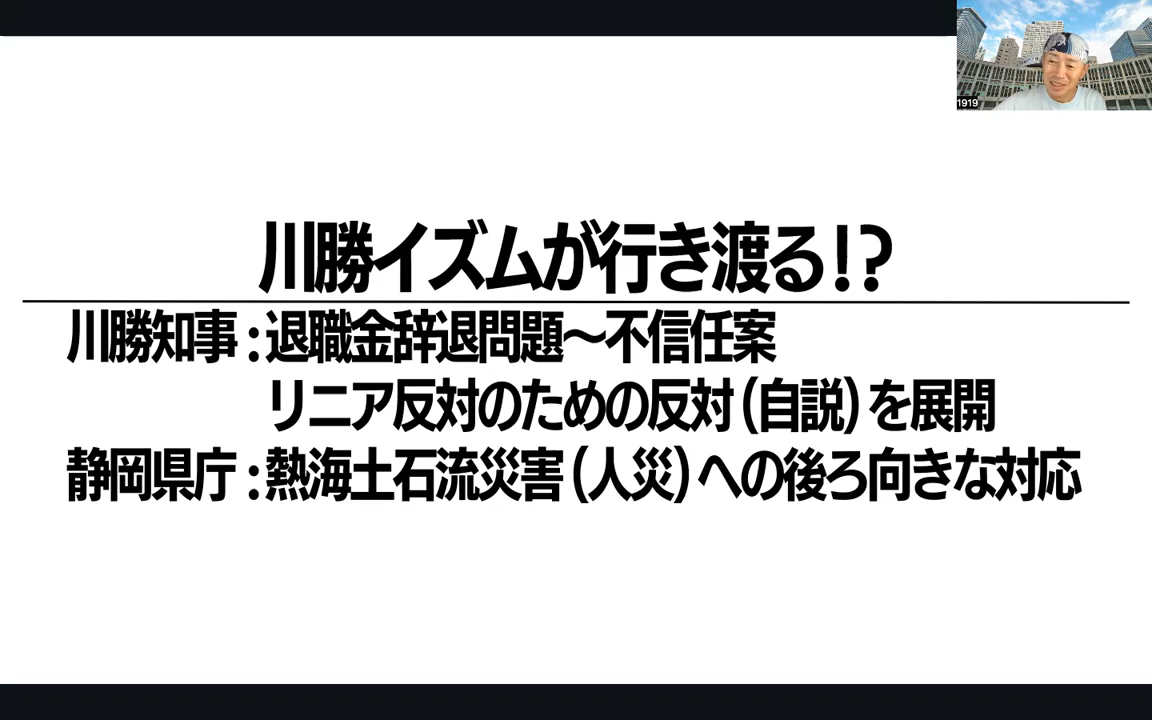 1919
川勝イズムが行き渡る!?
川勝知事:退職金辞退問題~不信任案
リニア反対のための反対(自説)を展開
静岡県庁:熱海土石流災害(人災)への後ろ向きな対応